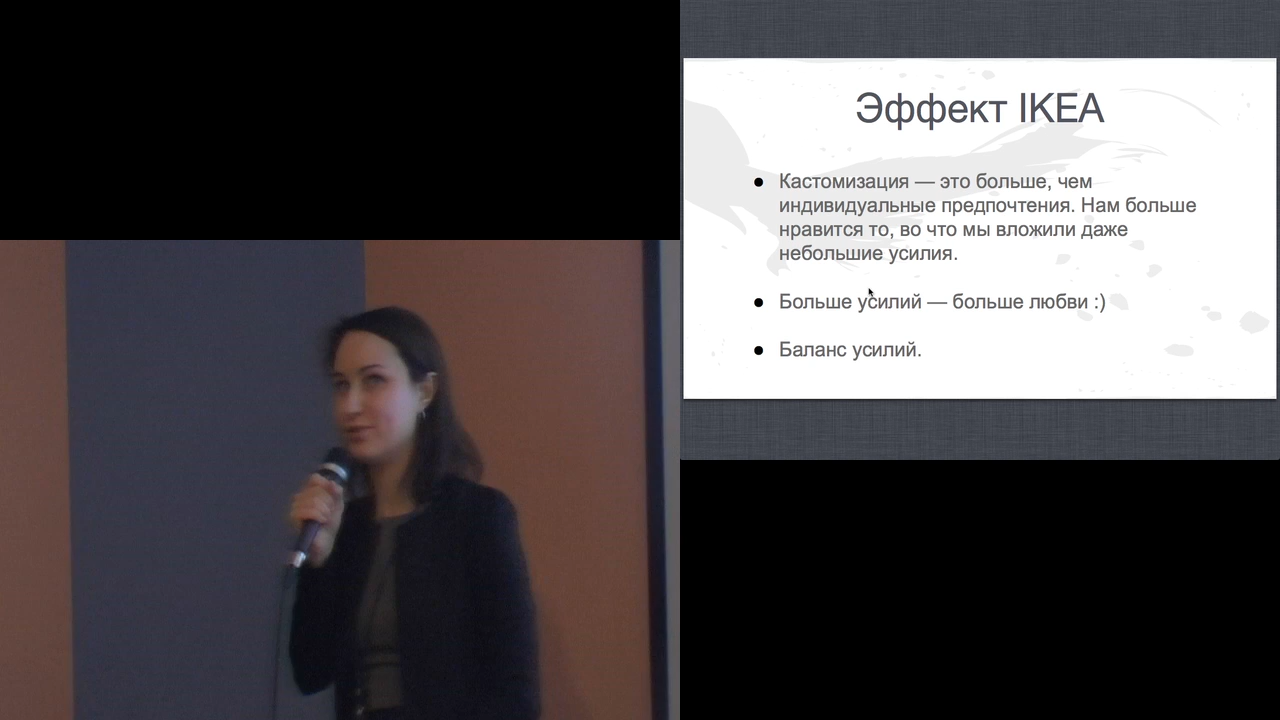 Эффект IKEA
Кастомизация — это больше, чем
индивидуальные предпочтения. Нам больше
нравится то, во что мы вложили даже
небольшие усилия.
Больше усилий — больше любви :)
Баланс усилий.